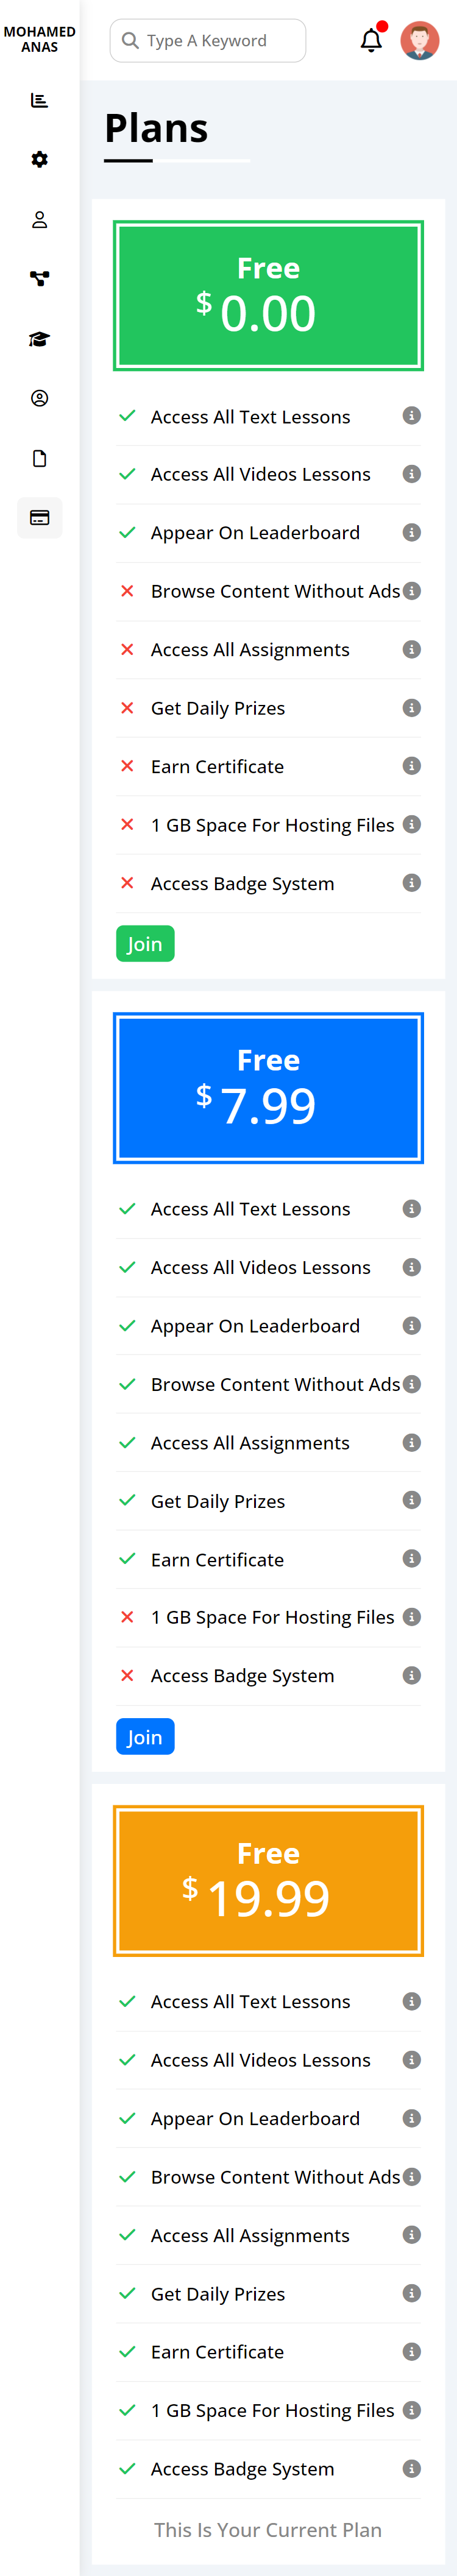 MOHAMED
ANAS
Type A Keyword
Plans
Free
$ 0.00
Access All Text Lessons
Access All Videos Lessons
Appear On Leaderboard
Browse Content Without Ads
Access All Assignments
Get Daily Prizes
Earn Certificate
1 GB Space For Hosting Files
Access Badge System
Join
Free
$ 7.99
Access All Text Lessons
Access All Videos Lessons
Appear On Leaderboard
Browse Content Without Ads
Access All Assignments
Get Daily Prizes
Earn Certificate
1 GB Space For Hosting Files
Access Badge System
Join
Free
$ 19.99
Access All Text Lessons
Access All Videos Lessons
Appear On Leaderboard
Browse Content Without Ads
Access All Assignments
Get Daily Prizes
Earn Certificate
1 GB Space For Hosting Files
Access Badge System
This Is Your Current Plan